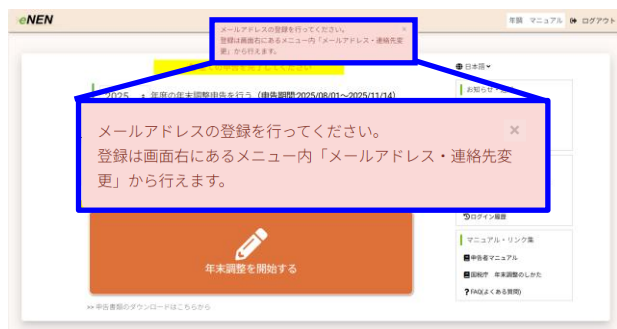 eNEN
年調 マニュアル ログアウト
メールアドレスの登録を行ってください。 ×
登録は画面右にあるメニュー内「メールアドレス・連絡先変
更」から行えます。
日本語
お知らせ
2025 年度の年末調整申告を行う（申告期間:2025/08/01～2025/11/14）
メールアドレスの登録を行ってください。 ×
登録は画面右にあるメニュー内「メールアドレス・連絡先変
更」から行えます。
ログイン履歴
マニュアル・リンク集
申告者マニュアル
国税庁 年末調整のしかた
? FAQ(よくある質問)
年末調整を開始する
>> 申告書類のダウンロードはこちらから